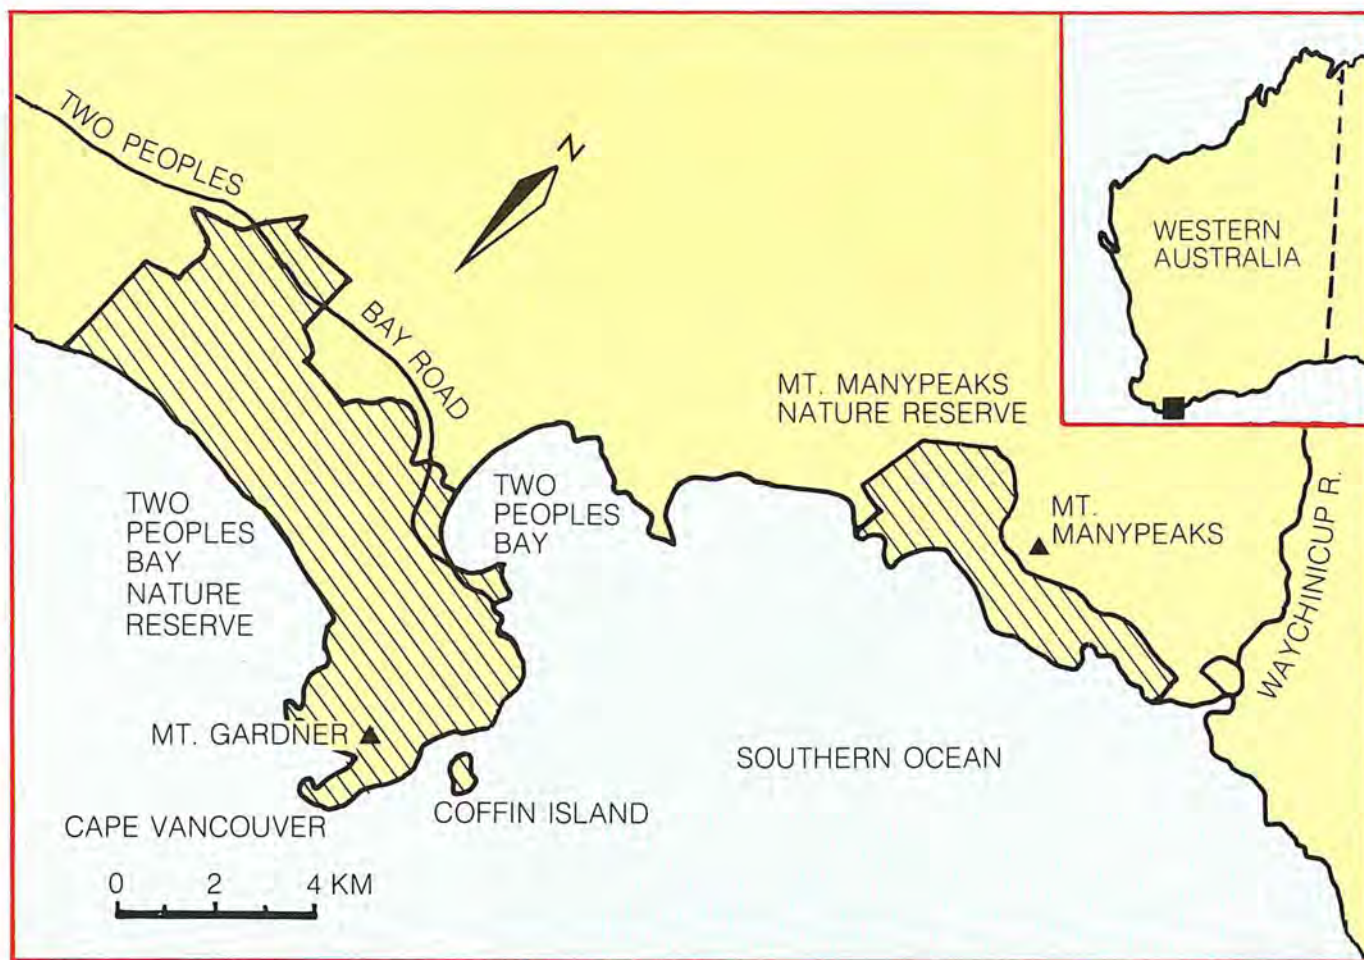 TWO PEOPLES
BAY ROAD
N
WESTERN
AUSTRALIA
MT. MANYPEAKS
NATURE RESERVE
TWO
PEOPLES
BAY
NATURE
RESERVE
TWO
PEOPLES
BAY
MT.
MANYPEAKS
WAYCHINICUP R.
MT. GARDNER
SOUTHERN OCEAN
COFFIN ISLAND
CAPE VANCOUVER
0 2 4 KM